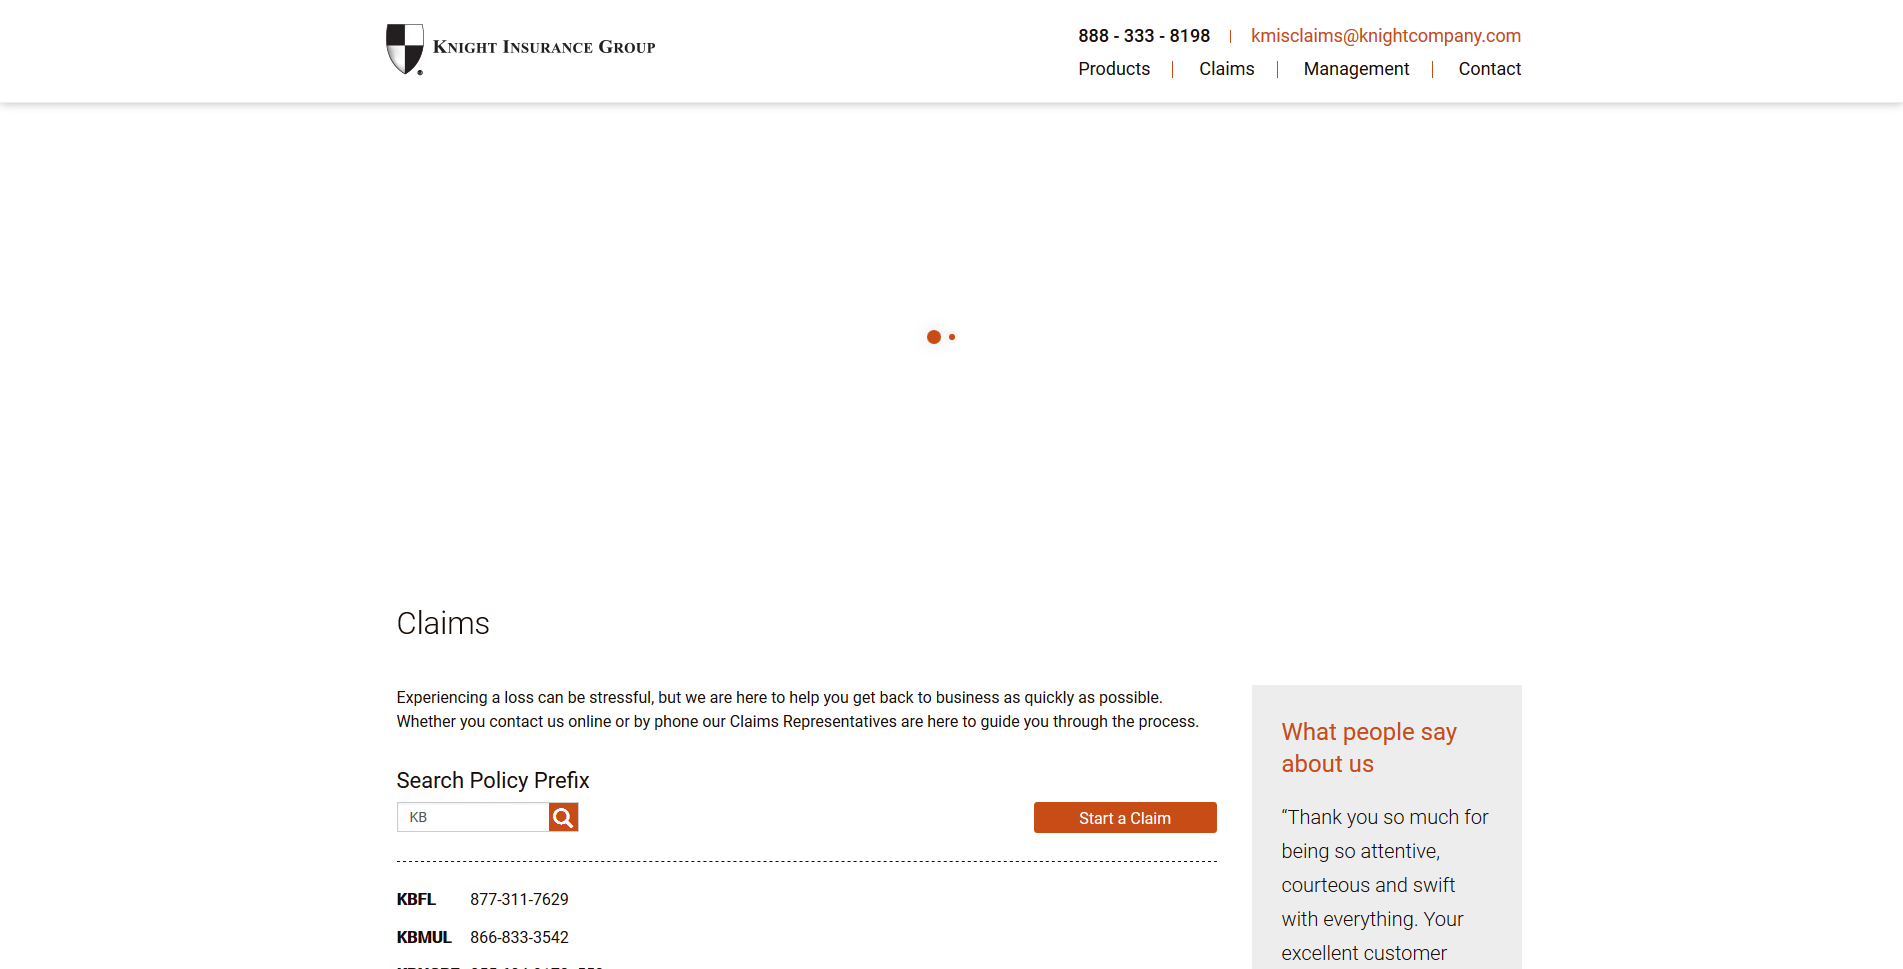 KNIGHT INSURANCE GROUP
888 - 333 - 8198 | kmisclaims@knightcompany.com
Products | Claims | Management | Contact
Claims
Experiencing a loss can be stressful, but we are here to help you get back to business as quickly as possible.
Whether you contact us online or by phone our Claims Representatives are here to guide you through the process.
Search Policy Prefix
KB
Start a Claim
KBFL 877-311-7629
KBMUL 866-833-3542
What people say
about us
“Thank you so much for
being so attentive,
courteous and swift
with everything. Your
excellent customer